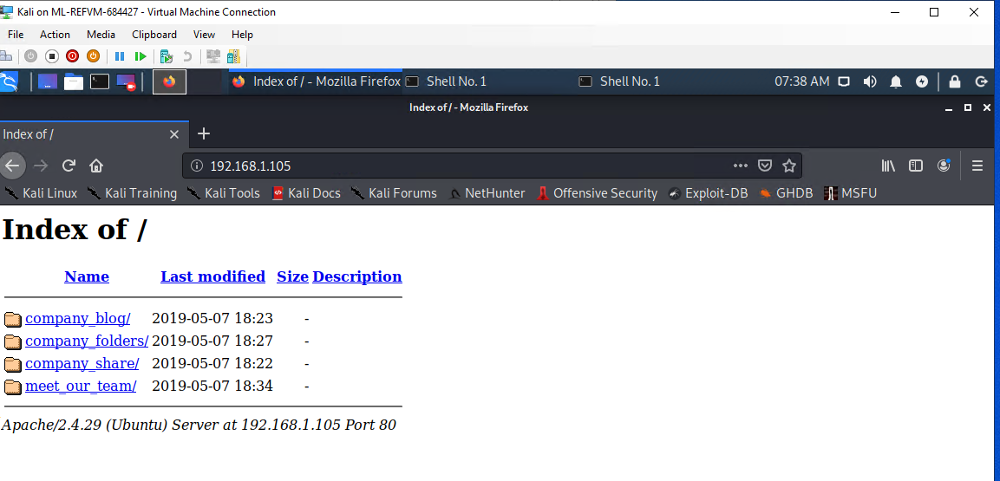 Kali on ML-REFVM-684427 - Virtual Machine Connection
File Action Media Clipboard View Help
Index of / - Mozilla Firefox Shell No. 1 Shell No. 1 07:38 AM
Index of / - Mozilla Firefox
Index of /
192.168.1.105
Kali Linux Kali Training Kali Tools Kali Docs Kali Forums NetHunter Offensive Security Exploit-DB GHDB MSFU
Index of /
Name Last modified Size Description
company_blog/ 2019-05-07 18:23 -
company_folders/ 2019-05-07 18:27 -
company_share/ 2019-05-07 18:22 -
meet_our_team/ 2019-05-07 18:34 -
Apache/2.4.29 (Ubuntu) Server at 192.168.1.105 Port 80